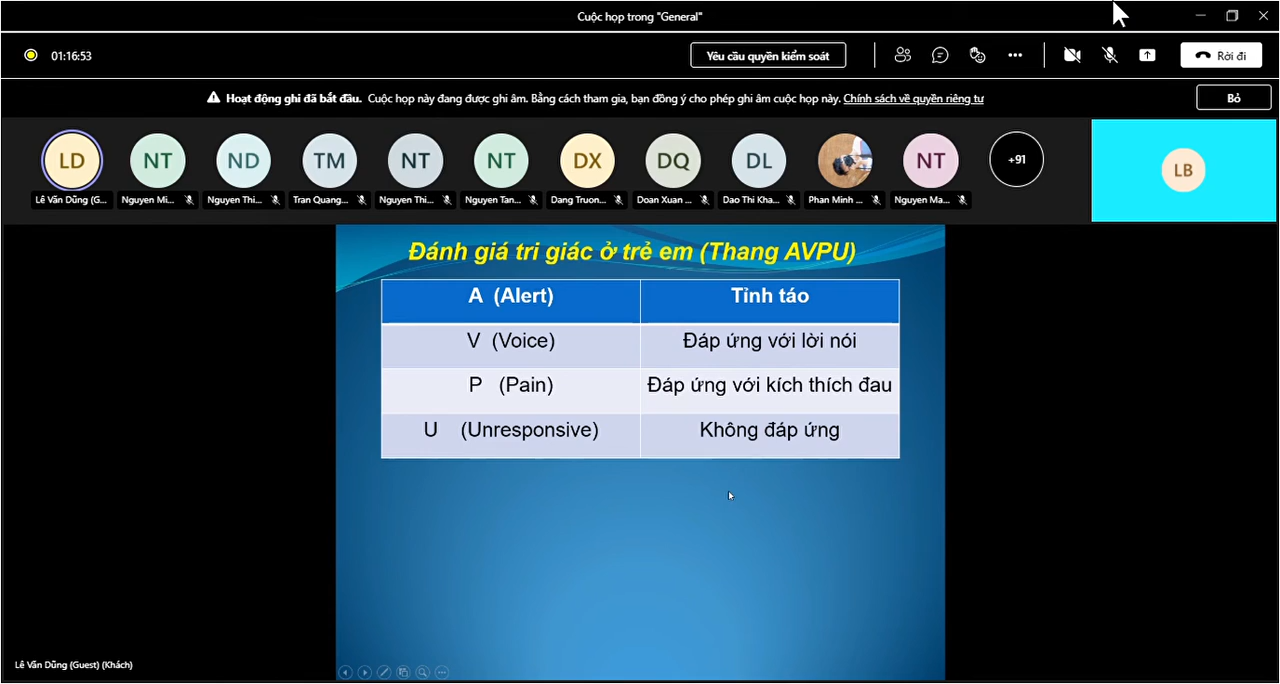 Cuộc họp trong "General"
01:16:53
Yêu cầu quyền kiểm soát
Rời đi
Hoạt động ghi đã bắt đầu. Cuộc họp này đang được ghi âm. Bằng cách tham gia, bạn đồng ý cho phép ghi âm cuộc họp này. Chính sách về quyền riêng tư
Bỏ
LD NT ND TM NT NT DX DQ DL NT +91 LB
Lê Văn Dũng (G... Nguyen Mi... Nguyen Thi... Tran Quang... Nguyen Thi... Nguyen Tan... Dang Truon... Doan Xuan ... Dao Thi Kha... Phan Minh ... Nguyen Ma...
Đánh giá tri giác ở trẻ em (Thang AVPU)
A (Alert) Tỉnh táo
V (Voice) Đáp ứng với lời nói
P (Pain) Đáp ứng với kích thích đau
U (Unresponsive) Không đáp ứng
Lê Văn Dũng (Guest) (Khách)